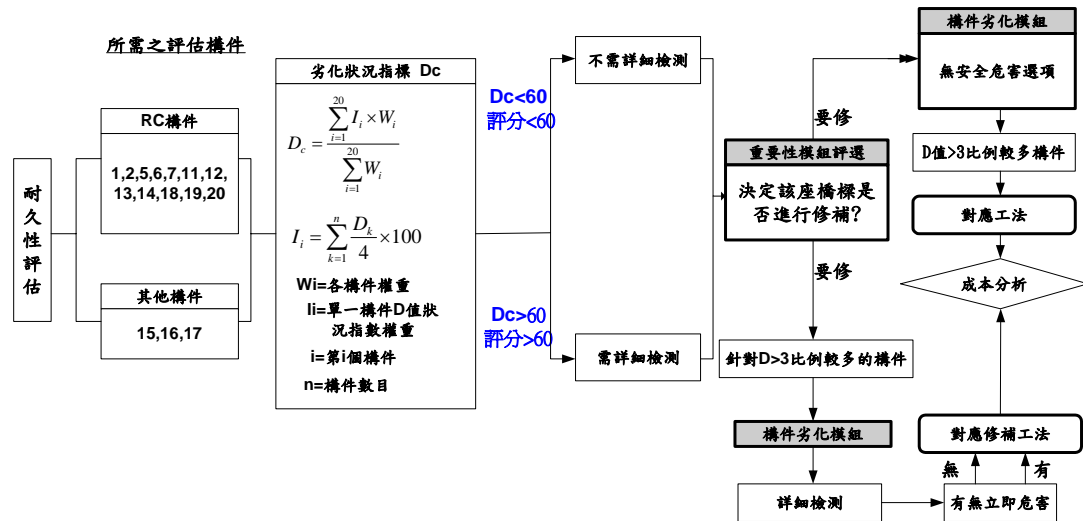 所需之評估構件
耐
久
性
評
估
RC構件
1,2,5,6,7,11,12,
13,14,18,19,20
其他構件
15,16,17
劣化狀況指標 Dc
D_c = \frac{\sum_{i=1}^{20} I_i × W_i}{\sum_{i=1}^{20} W_i}
I_i = \sum_{k=1}^{n} \frac{D_k}{4} × 100
Wi=各構件權重
Ii=單一構件D值狀
況指數權重
i=第i個構件
n=構件數目
Dc<60
評分<60
Dc>60
評分>60
不需詳細檢測
需詳細檢測
要修
重要性模組評選
決定該座橋樑是
否進行修補?
要修
針對D>3比例較多的構件
構件劣化模組
詳細檢測
構件劣化模組
無安全危害選項
D值>3比例較多構件
對應工法
成本分析
對應修補工法
無
有
有無立即危害